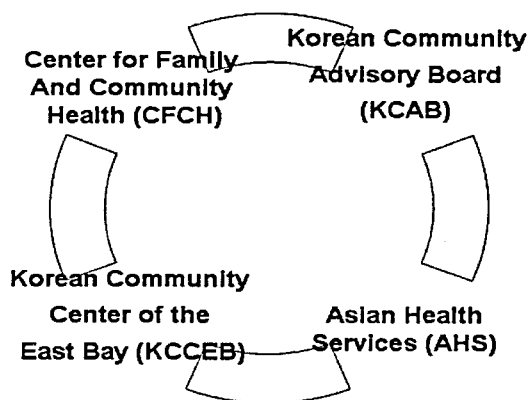 Center for Family
And Community
Health (CFCH)
Korean Community
Advisory Board
(KCAB)
Korean Community
Center of the
East Bay (KCCEB)
Asian Health
Services (AHS)